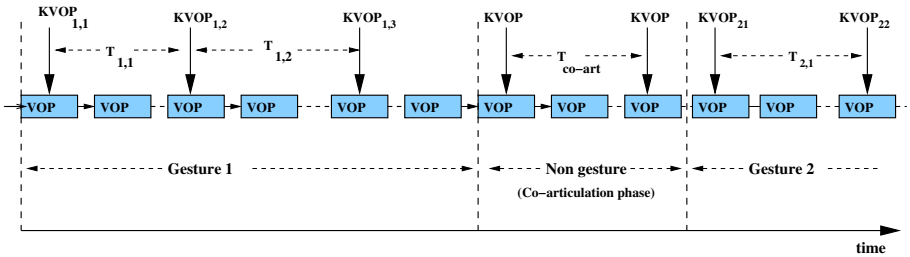 KVOP1,1 KVOP1,2 KVOP1,3 KVOP KVOP KVOP21 KVOP22
T1,1 T1,2 Tco−art T2,1
VOP VOP VOP VOP VOP VOP VOP VOP VOP VOP VOP VOP
Gesture 1 Non gesture Gesture 2
(Co−articulation phase)
time